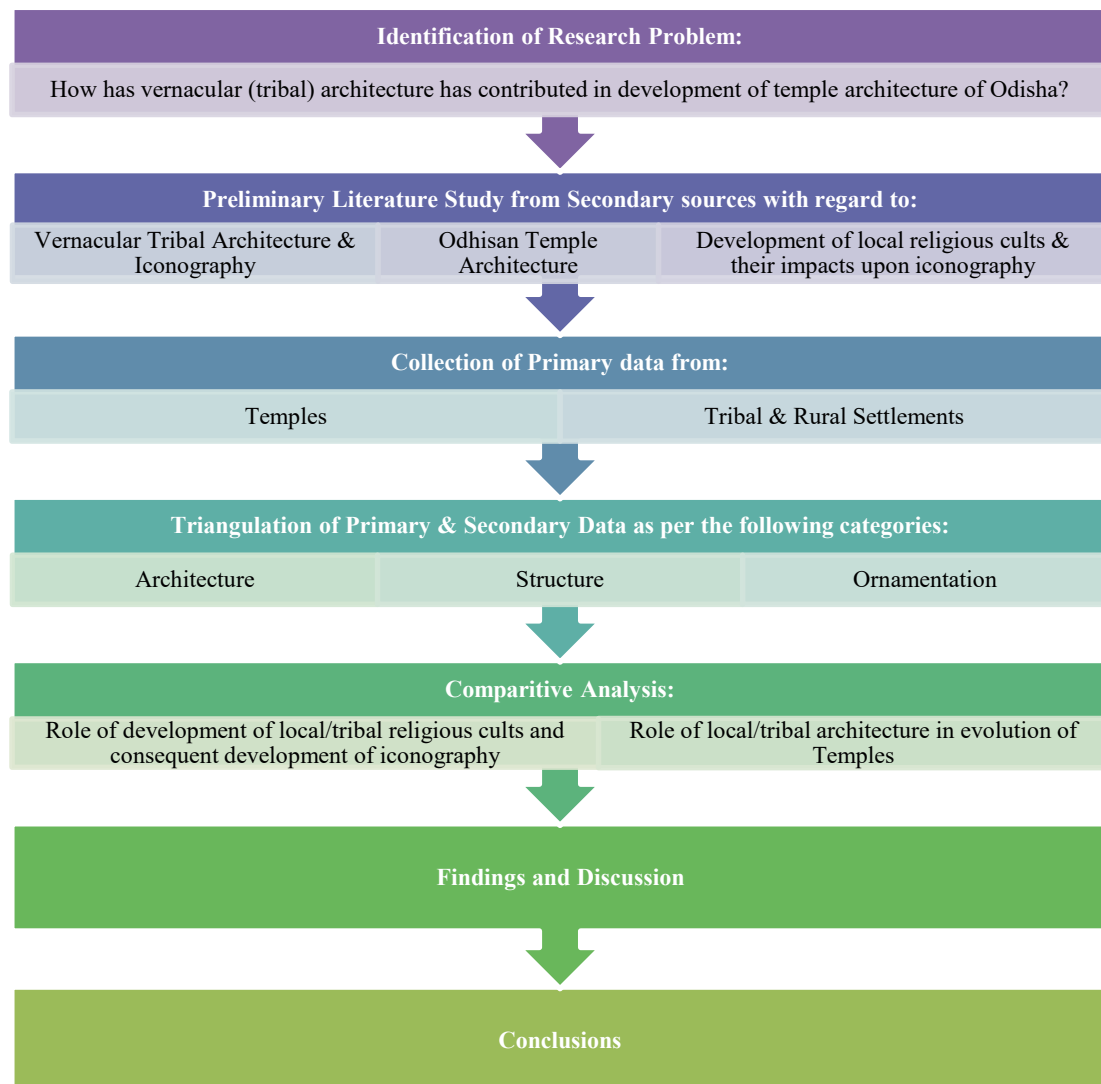 Identification of Research Problem:
How has vernacular (tribal) architecture has contributed in development of temple architecture of Odisha?
Preliminary Literature Study from Secondary sources with regard to:
Vernacular Tribal Architecture &
Iconography
Odhisan Temple
Architecture
Development of local religious cults &
their impacts upon iconography
Collection of Primary data from:
Temples
Tribal & Rural Settlements
Triangulation of Primary & Secondary Data as per the following categories:
Architecture
Structure
Ornamentation
Comparitive Analysis:
Role of development of local/tribal religious cults and
consequent development of iconography
Role of local/tribal architecture in evolution of
Temples
Findings and Discussion
Conclusions